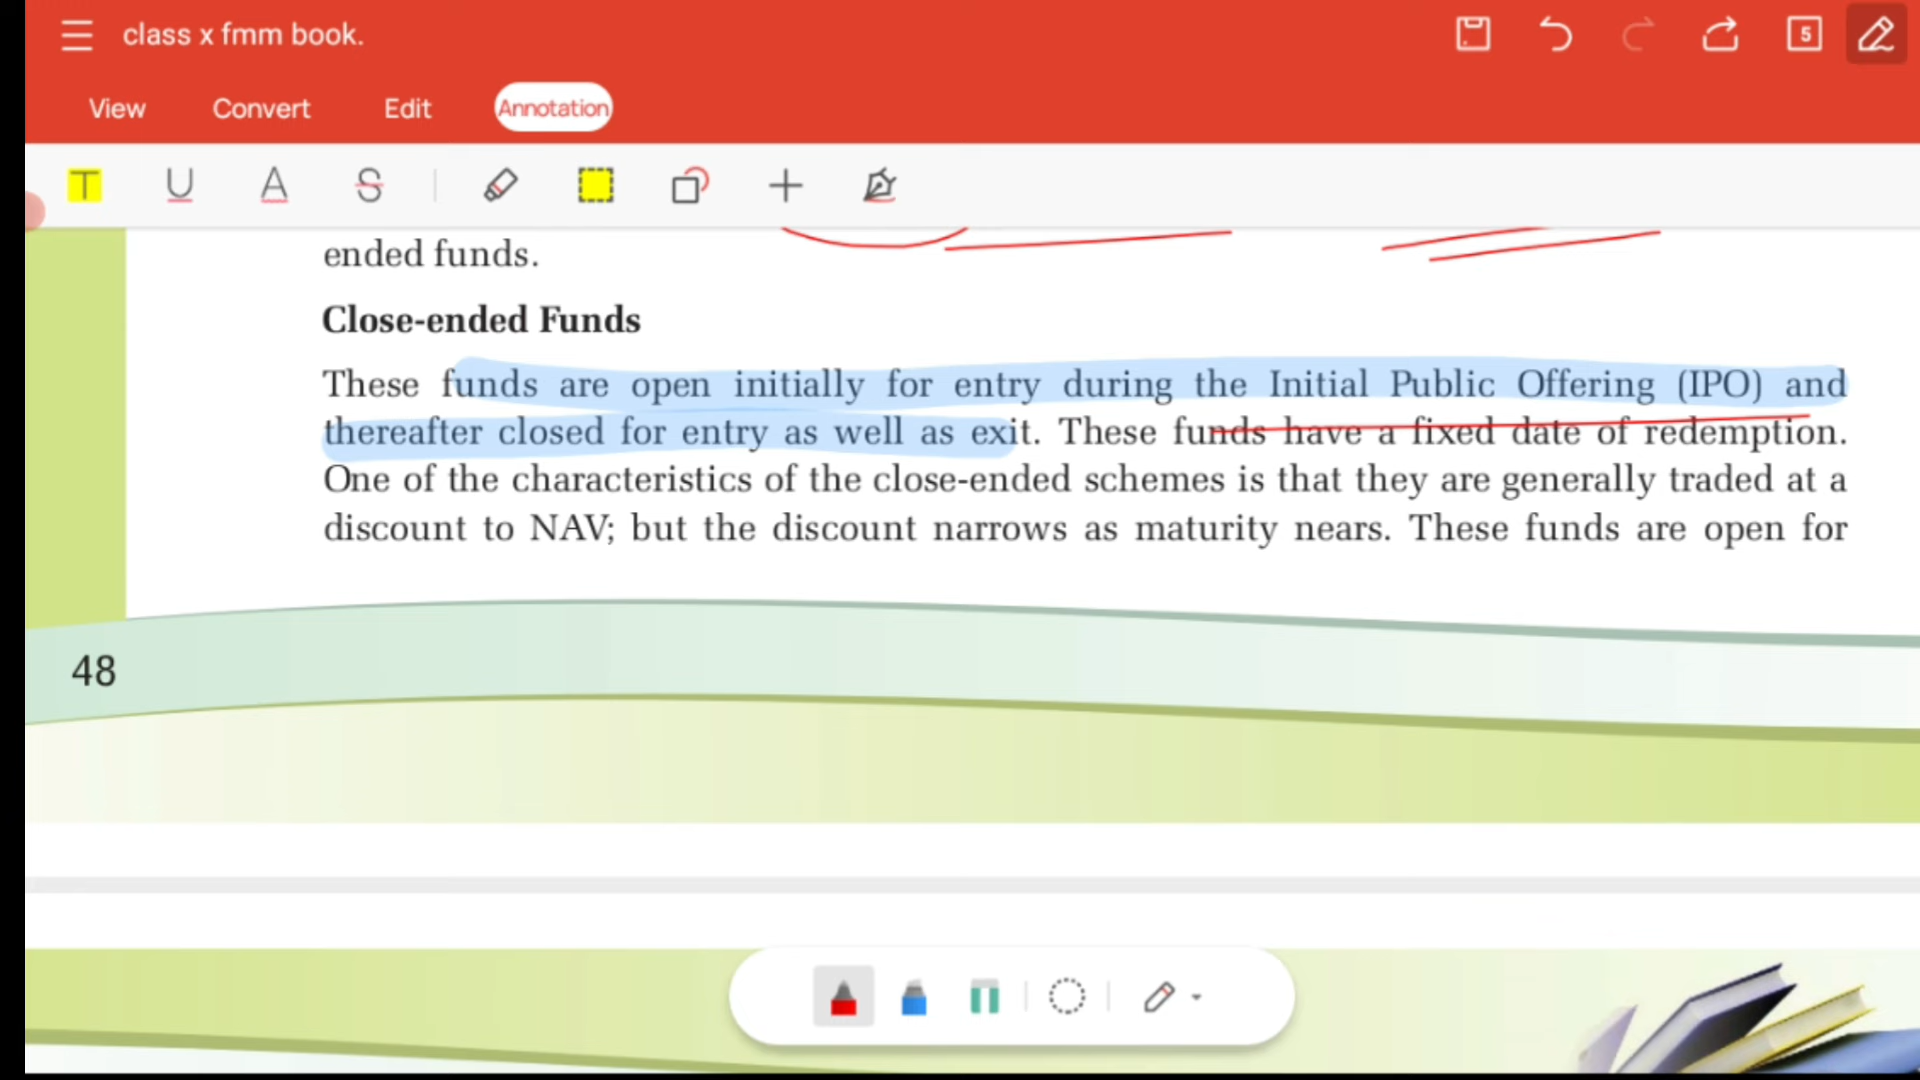 class x fmm book.
5
View Convert Edit Annotation
T U A S
ended funds.
Close-ended Funds
These funds are open initially for entry during the Initial Public Offering (IPO) and
thereafter closed for entry as well as exit. These funds have a fixed date of redemption.
One of the characteristics of the close-ended schemes is that they are generally traded at a
discount to NAV; but the discount narrows as maturity nears. These funds are open for
48